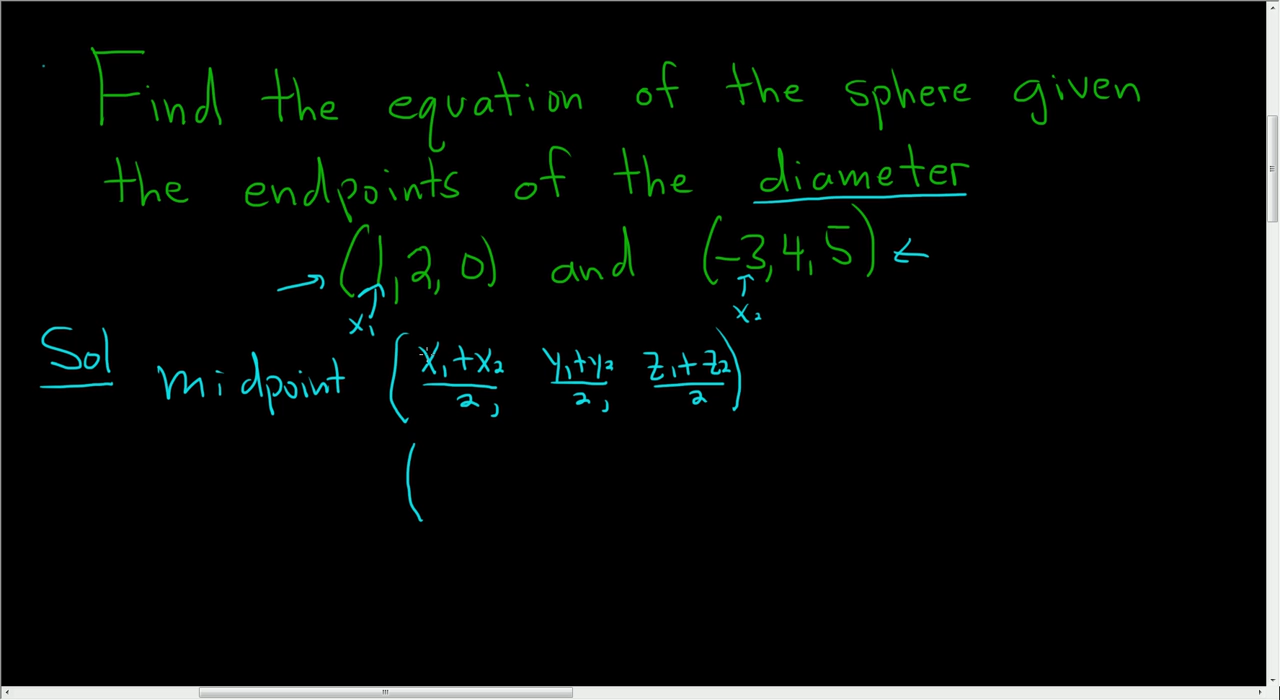 Find the equation of the sphere given
the endpoints of the diameter
→ (1, 2, 0) and (-3, 4, 5) ←
↑ ↑
x₁ x₂
Sol midpoint ( x₁+x₂/2, y₁+y₂/2, z₁+z₂/2 )
(